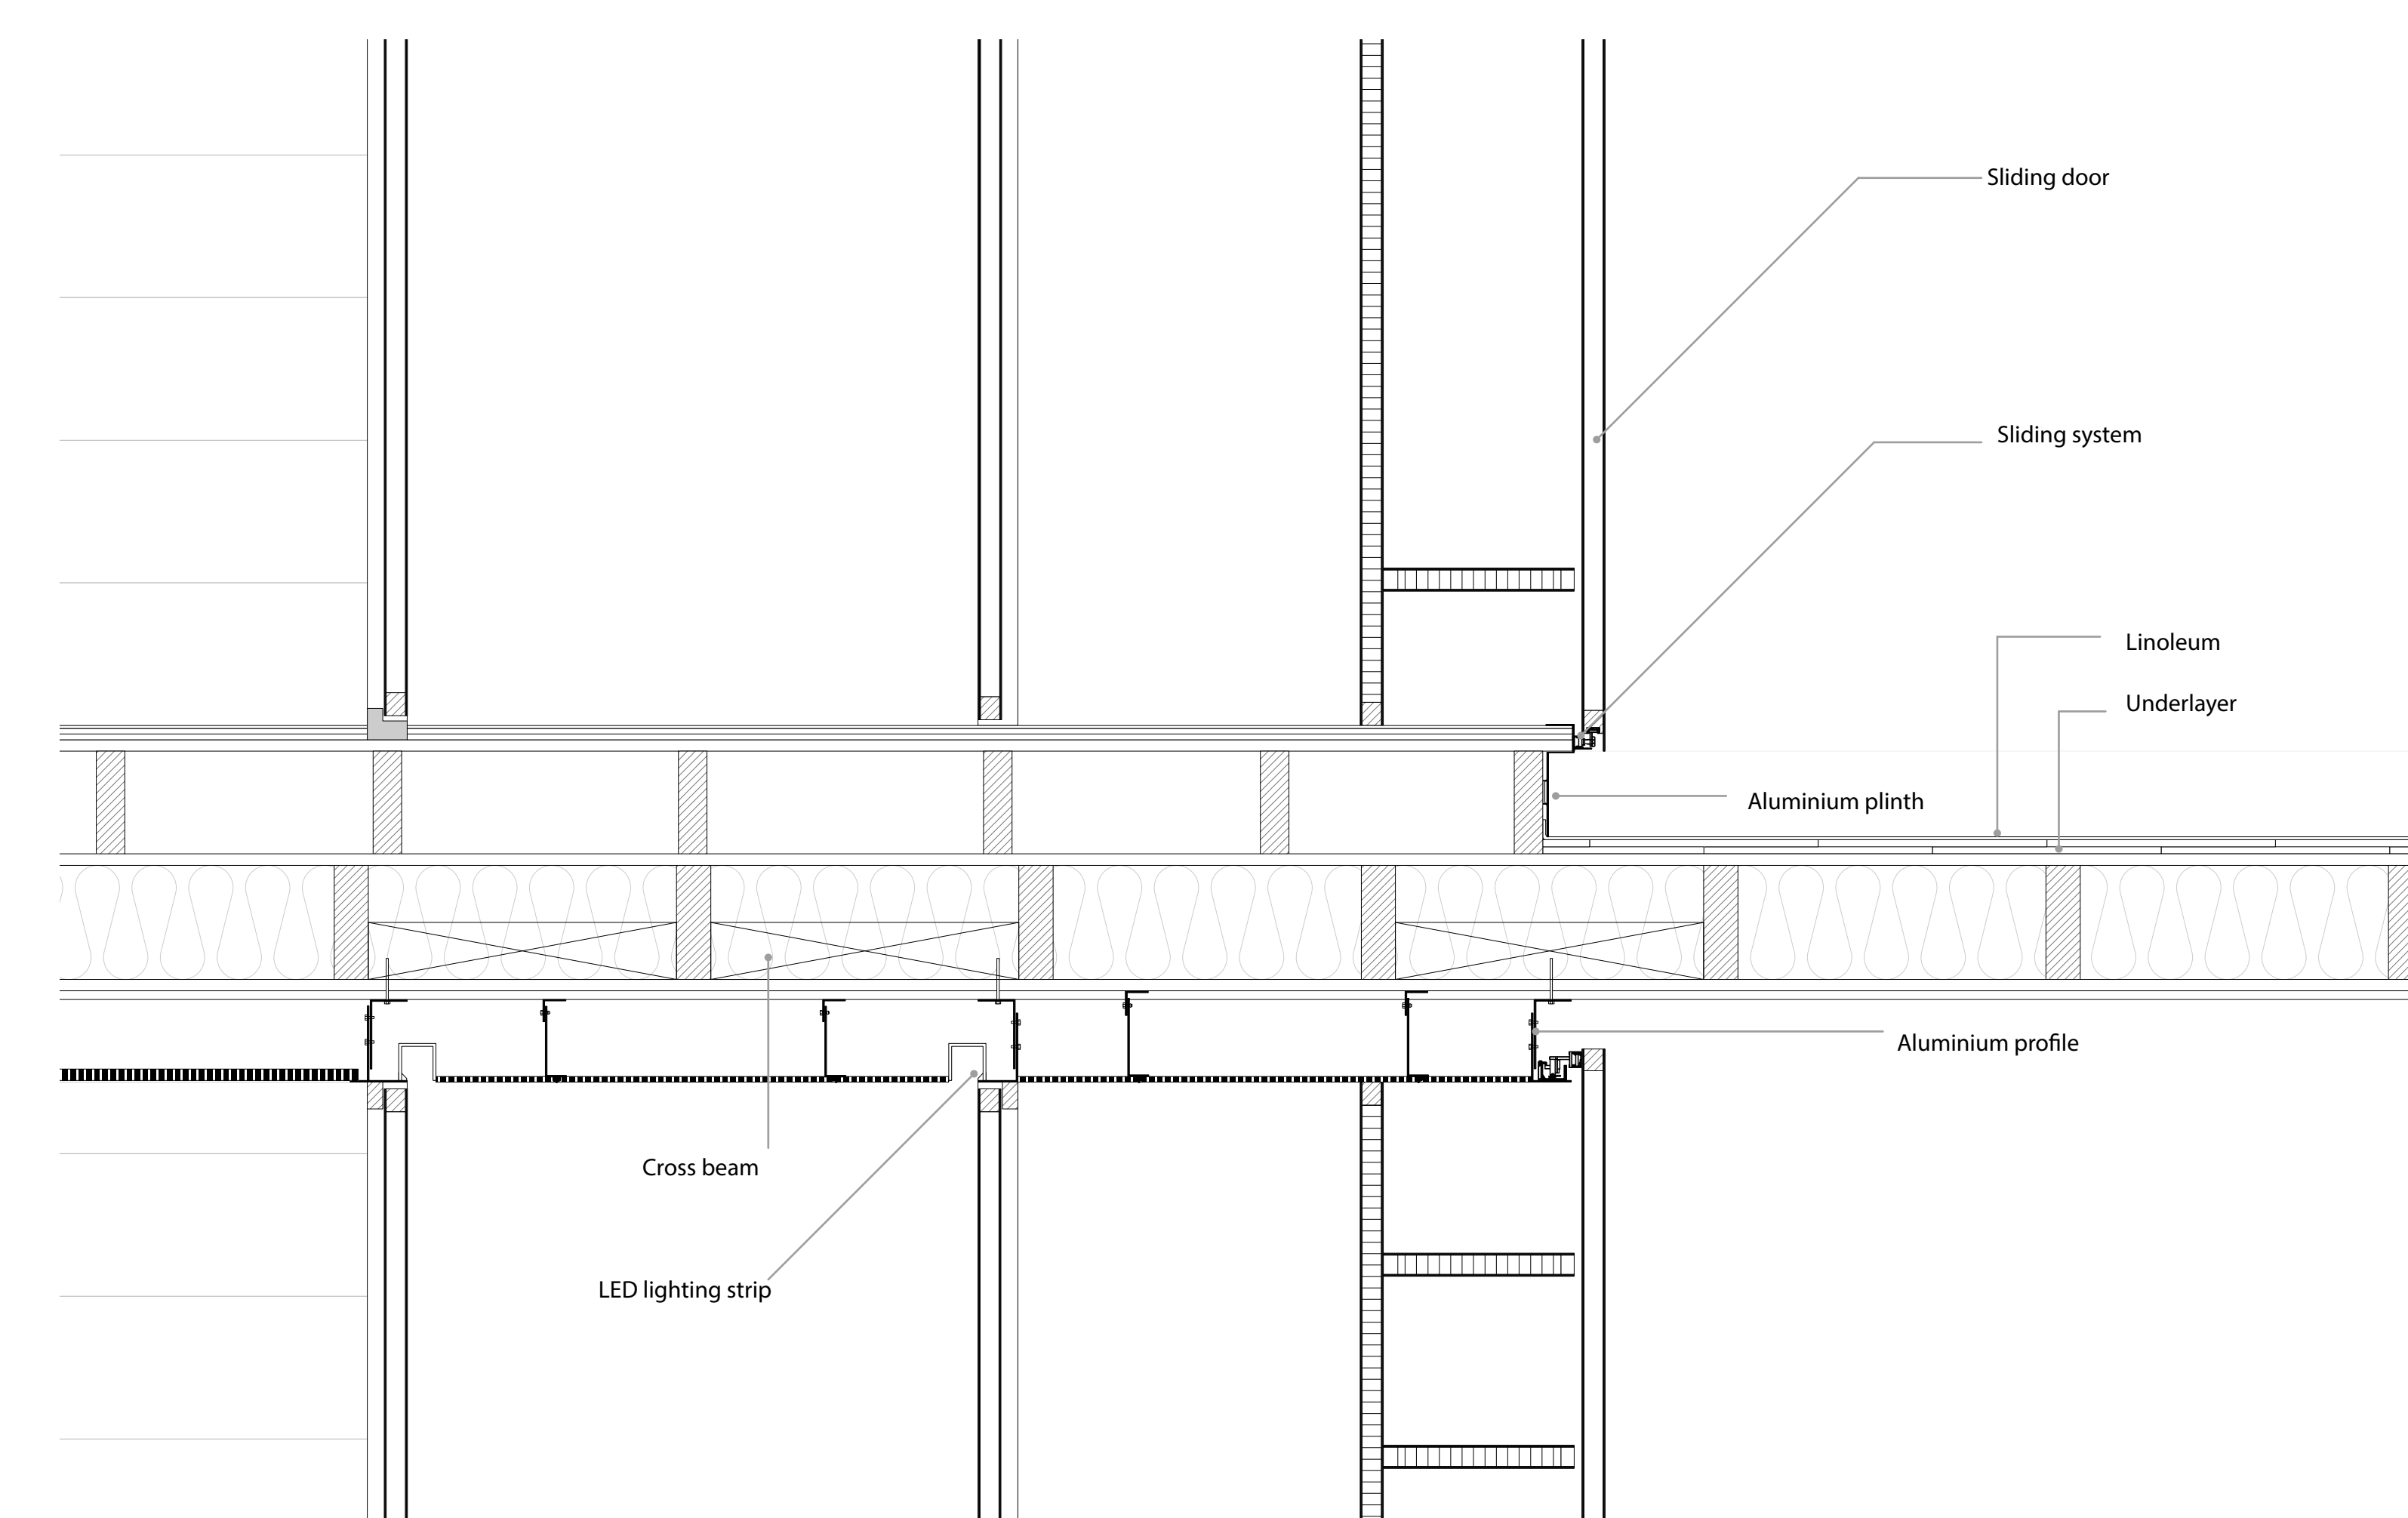 Sliding door
Sliding system
Linoleum
Underlayer
Aluminium plinth
Aluminium profile
Cross beam
LED lighting strip